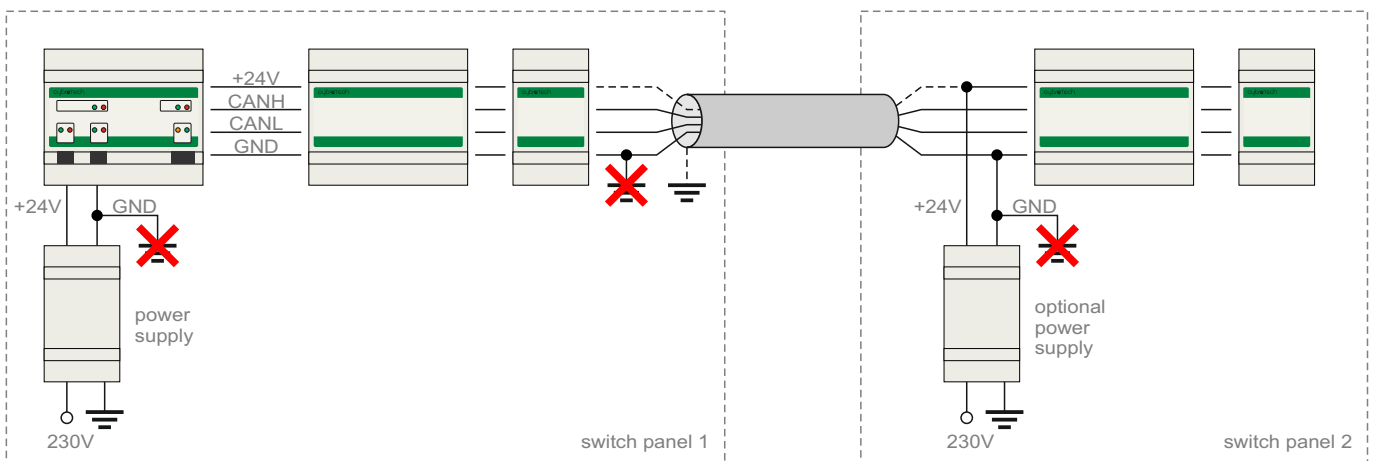 +24V
CANH
CANL
GND
+24V
GND
power
supply
230V
switch panel 1
+24V
GND
optional
power
supply
230V
switch panel 2